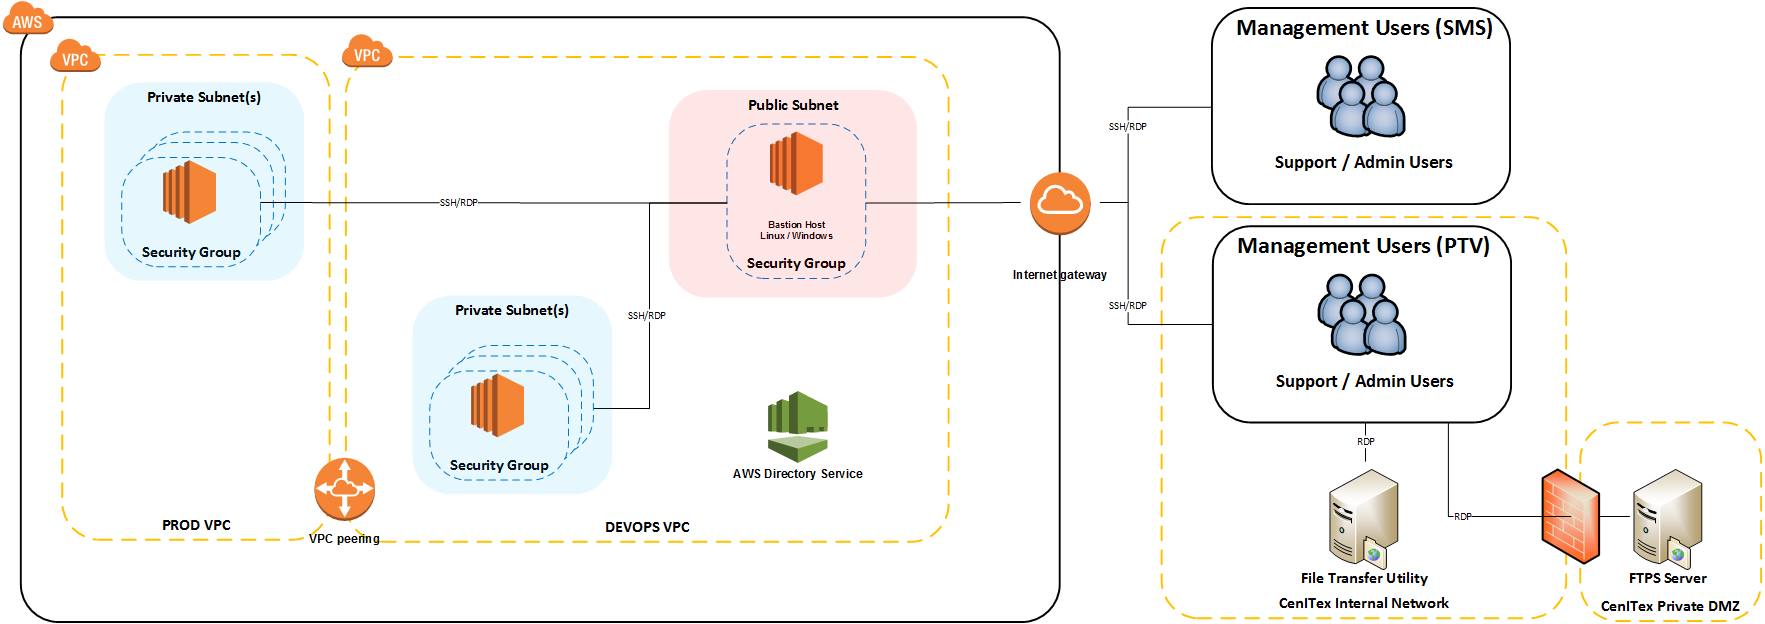 AWS
VPC
VPC
Private Subnet(s)
Security Group
PROD VPC
VPC peering
Private Subnet(s)
Security Group
DEVOPS VPC
Public Subnet
Bastion Host
Linux / Windows
Security Group
SSH/RDP
SSH/RDP
AWS Directory Service
Internet gateway
SSH/RDP
SSH/RDP
Management Users (SMS)
Support / Admin Users
Management Users (PTV)
Support / Admin Users
RDP
RDP
File Transfer Utility
CenITex Internal Network
FTPS Server
CenITex Private DMZ